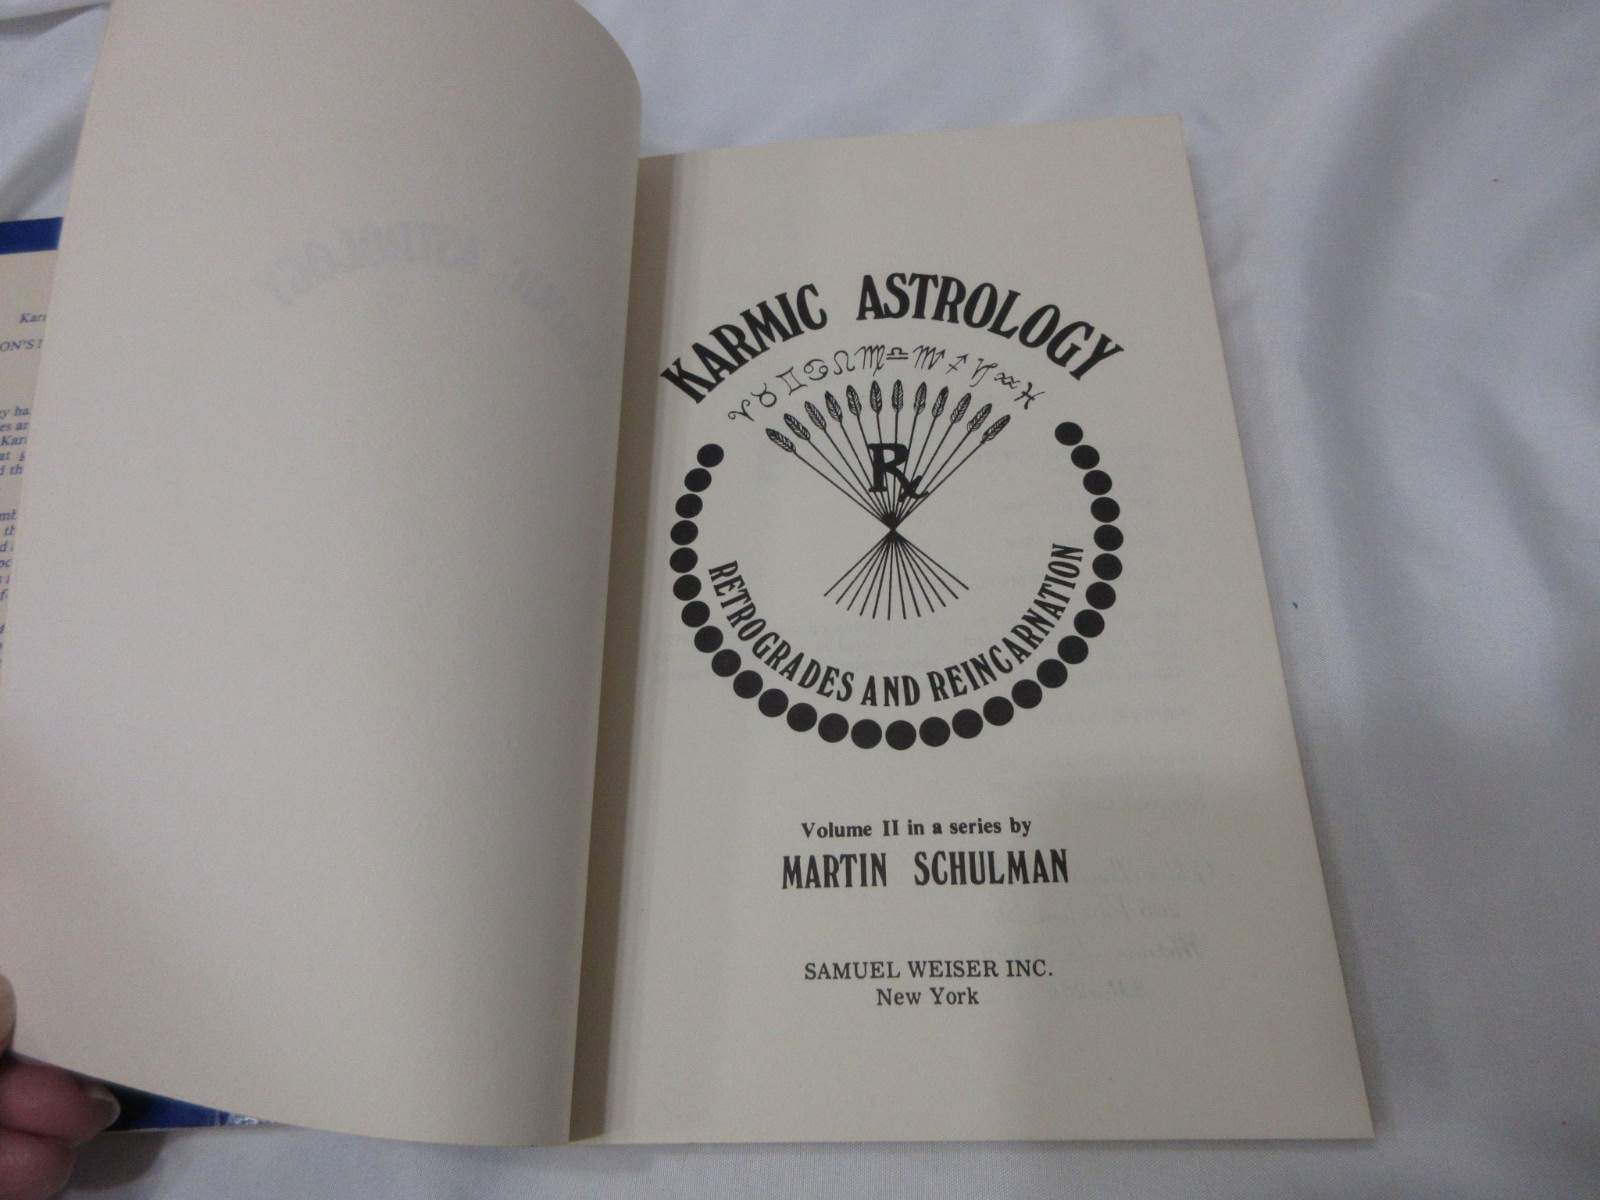 KARMIC ASTROLOGY
♈ ♉ ♊ ♋ ♌ ♍ ♎ ♏ ♐ ♑ ♒ ♓
℞
RETROGRADES AND REINCARNATION
Volume II in a series by
MARTIN SCHULMAN
SAMUEL WEISER INC.
New York